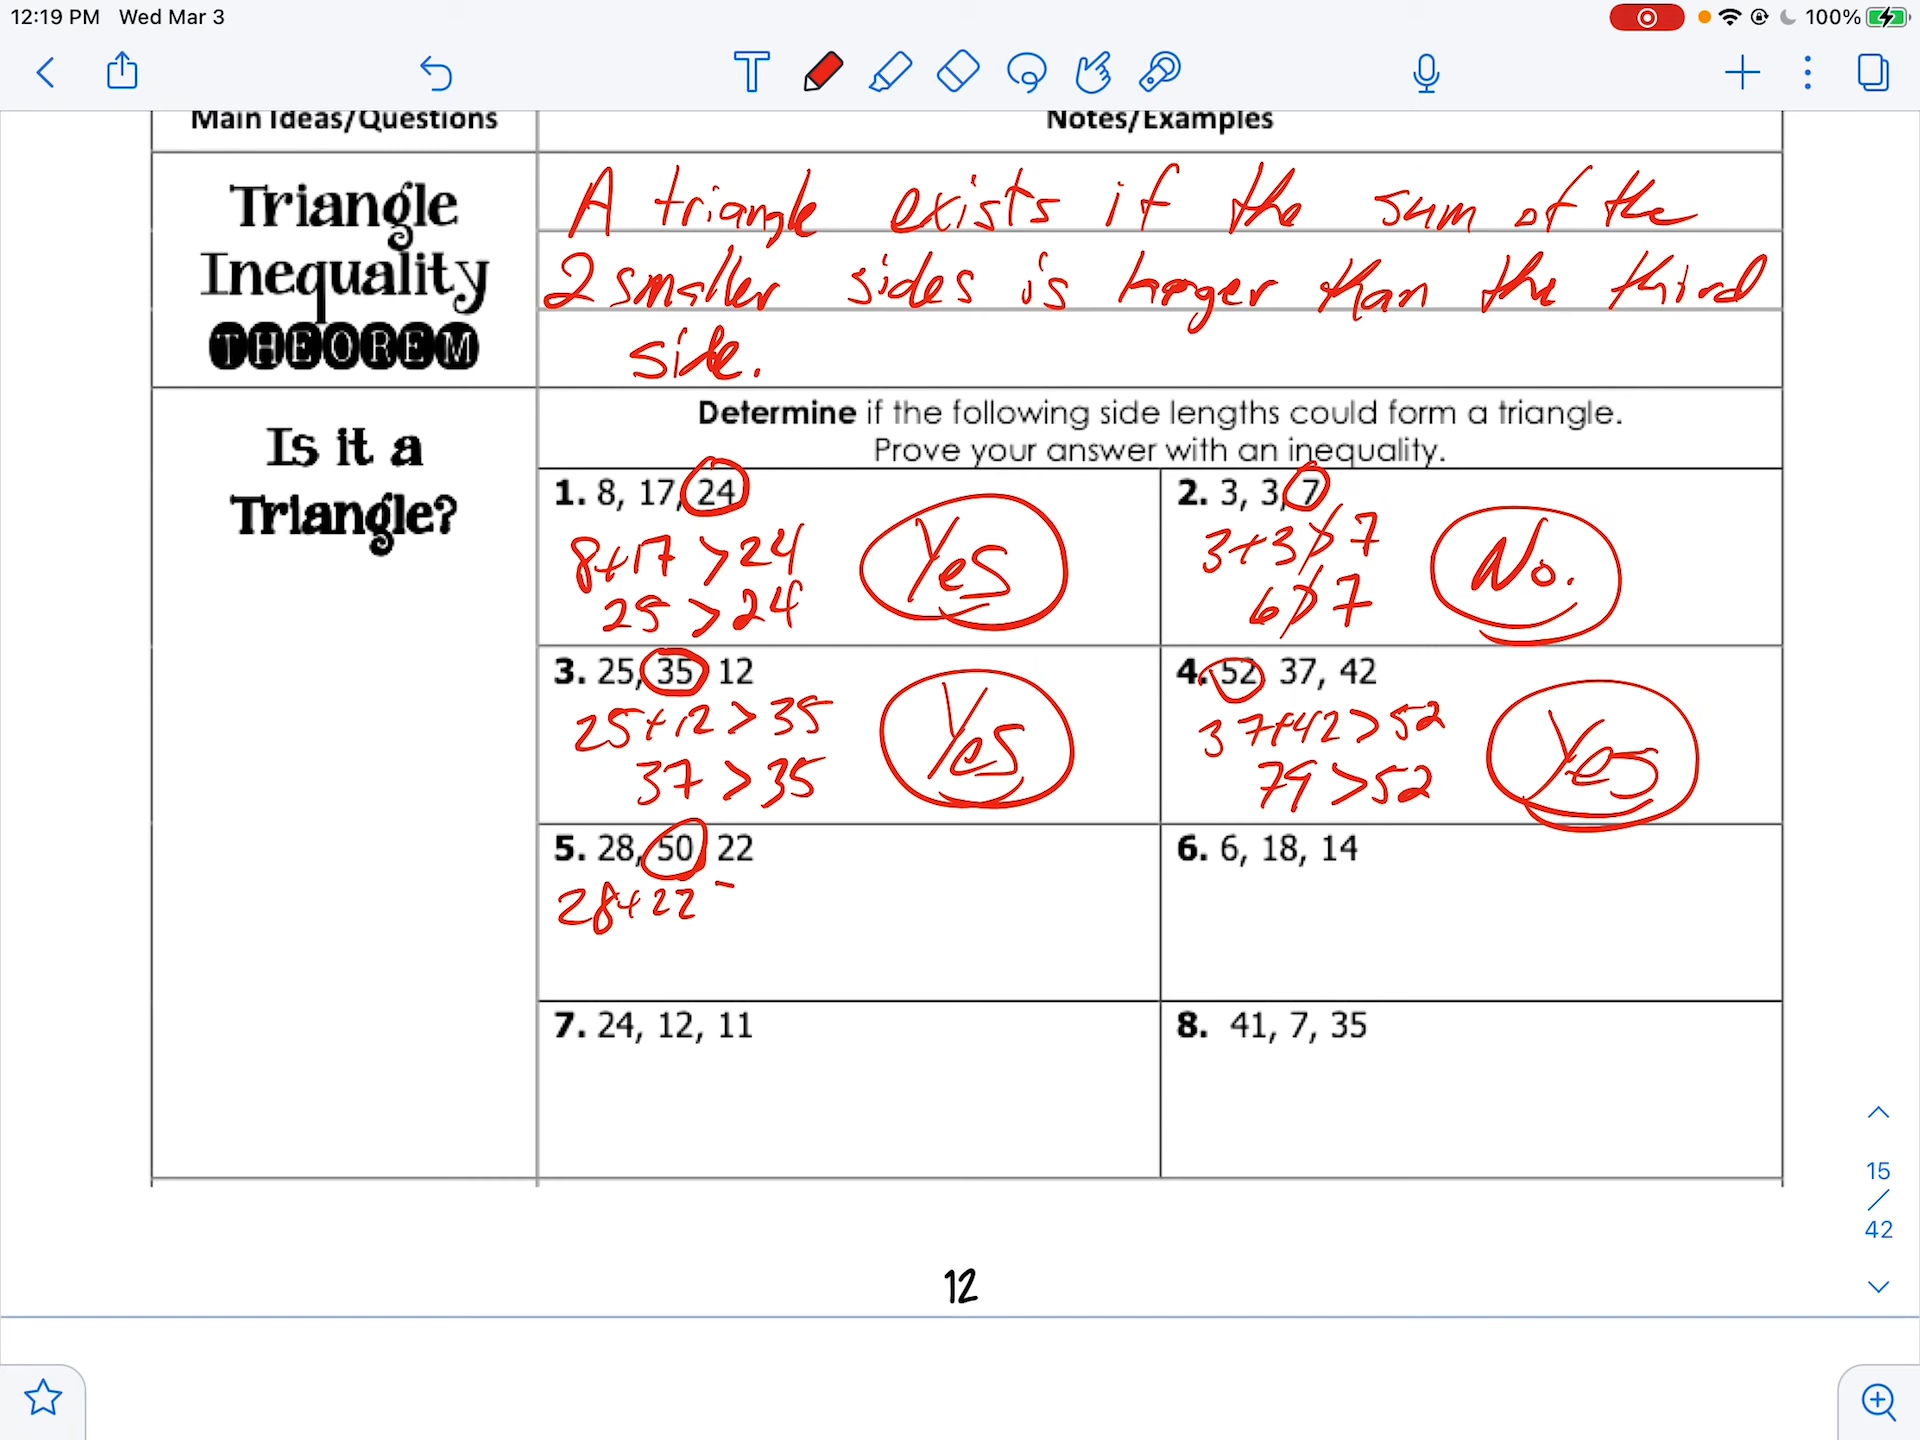 12:19 PM Wed Mar 3
100%
Main Ideas/Questions
Notes/Examples
Triangle
Inequality
THEOREM
A triangle exists if the sum of the
2 smaller sides is larger than the third
side.
Is it a
Triangle?
Determine if the following side lengths could form a triangle.
Prove your answer with an inequality.
1. 8, 17, 24
8+17 > 24
25 > 24
Yes
2. 3, 3, 7
3+3 ≯ 7
6 ≯ 7
No.
3. 25, 35, 12
25+12 > 35
37 > 35
Yes
4. 52, 37, 42
37+42 > 52
79 > 52
Yes
5. 28, 50, 22
28+22
6. 6, 18, 14
7. 24, 12, 11
8. 41, 7, 35
15
/
42
12